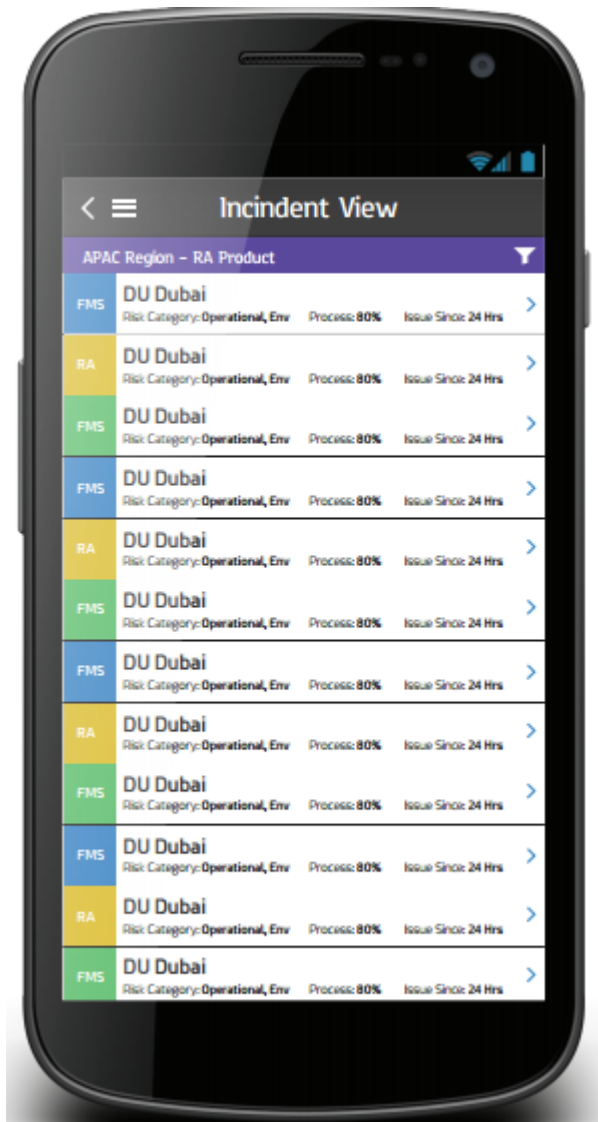 Incindent View
APAC Region – RA Product
FMS
DU Dubai
Risk Category: Operational, Env Process: 80% Issue Since: 24 Hrs
RA
DU Dubai
Risk Category: Operational, Env Process: 80% Issue Since: 24 Hrs
FMS
DU Dubai
Risk Category: Operational, Env Process: 80% Issue Since: 24 Hrs
FMS
DU Dubai
Risk Category: Operational, Env Process: 80% Issue Since: 24 Hrs
RA
DU Dubai
Risk Category: Operational, Env Process: 80% Issue Since: 24 Hrs
FMS
DU Dubai
Risk Category: Operational, Env Process: 80% Issue Since: 24 Hrs
FMS
DU Dubai
Risk Category: Operational, Env Process: 80% Issue Since: 24 Hrs
RA
DU Dubai
Risk Category: Operational, Env Process: 80% Issue Since: 24 Hrs
FMS
DU Dubai
Risk Category: Operational, Env Process: 80% Issue Since: 24 Hrs
FMS
DU Dubai
Risk Category: Operational, Env Process: 80% Issue Since: 24 Hrs
RA
DU Dubai
Risk Category: Operational, Env Process: 80% Issue Since: 24 Hrs
FMS
DU Dubai
Risk Category: Operational, Env Process: 80% Issue Since: 24 Hrs